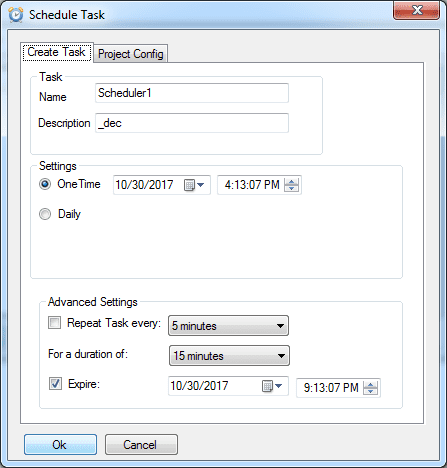 Schedule Task
Create Task Project Config
Task
Name Scheduler1
Description _dec
Settings
OneTime 10/30/2017 4:13:07 PM
Daily
Advanced Settings
Repeat Task every: 5 minutes
For a duration of: 15 minutes
Expire: 10/30/2017 9:13:07 PM
Ok Cancel